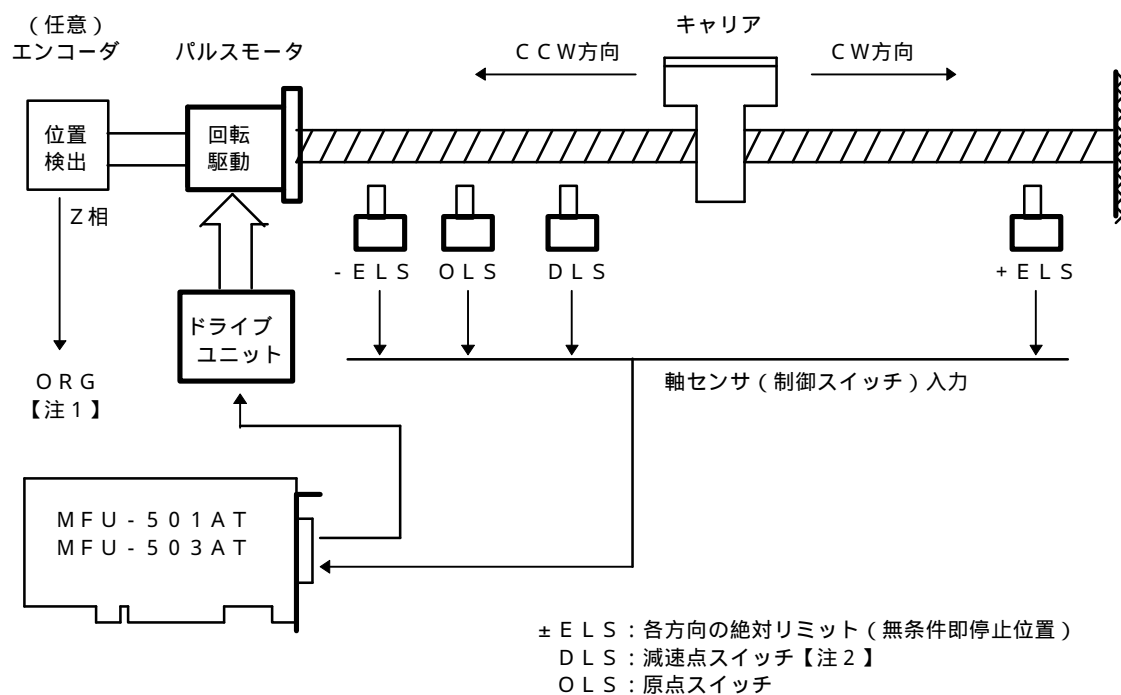 (任意)
エンコーダ
パルスモータ
キャリア
CCW方向
CW方向
位置
検出
回転
駆動
Z相
-ELS
OLS
DLS
+ELS
ドライブ
ユニット
ORG
【注1】
軸センサ(制御スイッチ)入力
MFU-501AT
MFU-503AT
±ELS:各方向の絶対リミット(無条件即停止位置)
DLS:減速点スイッチ【注2】
OLS:原点スイッチ